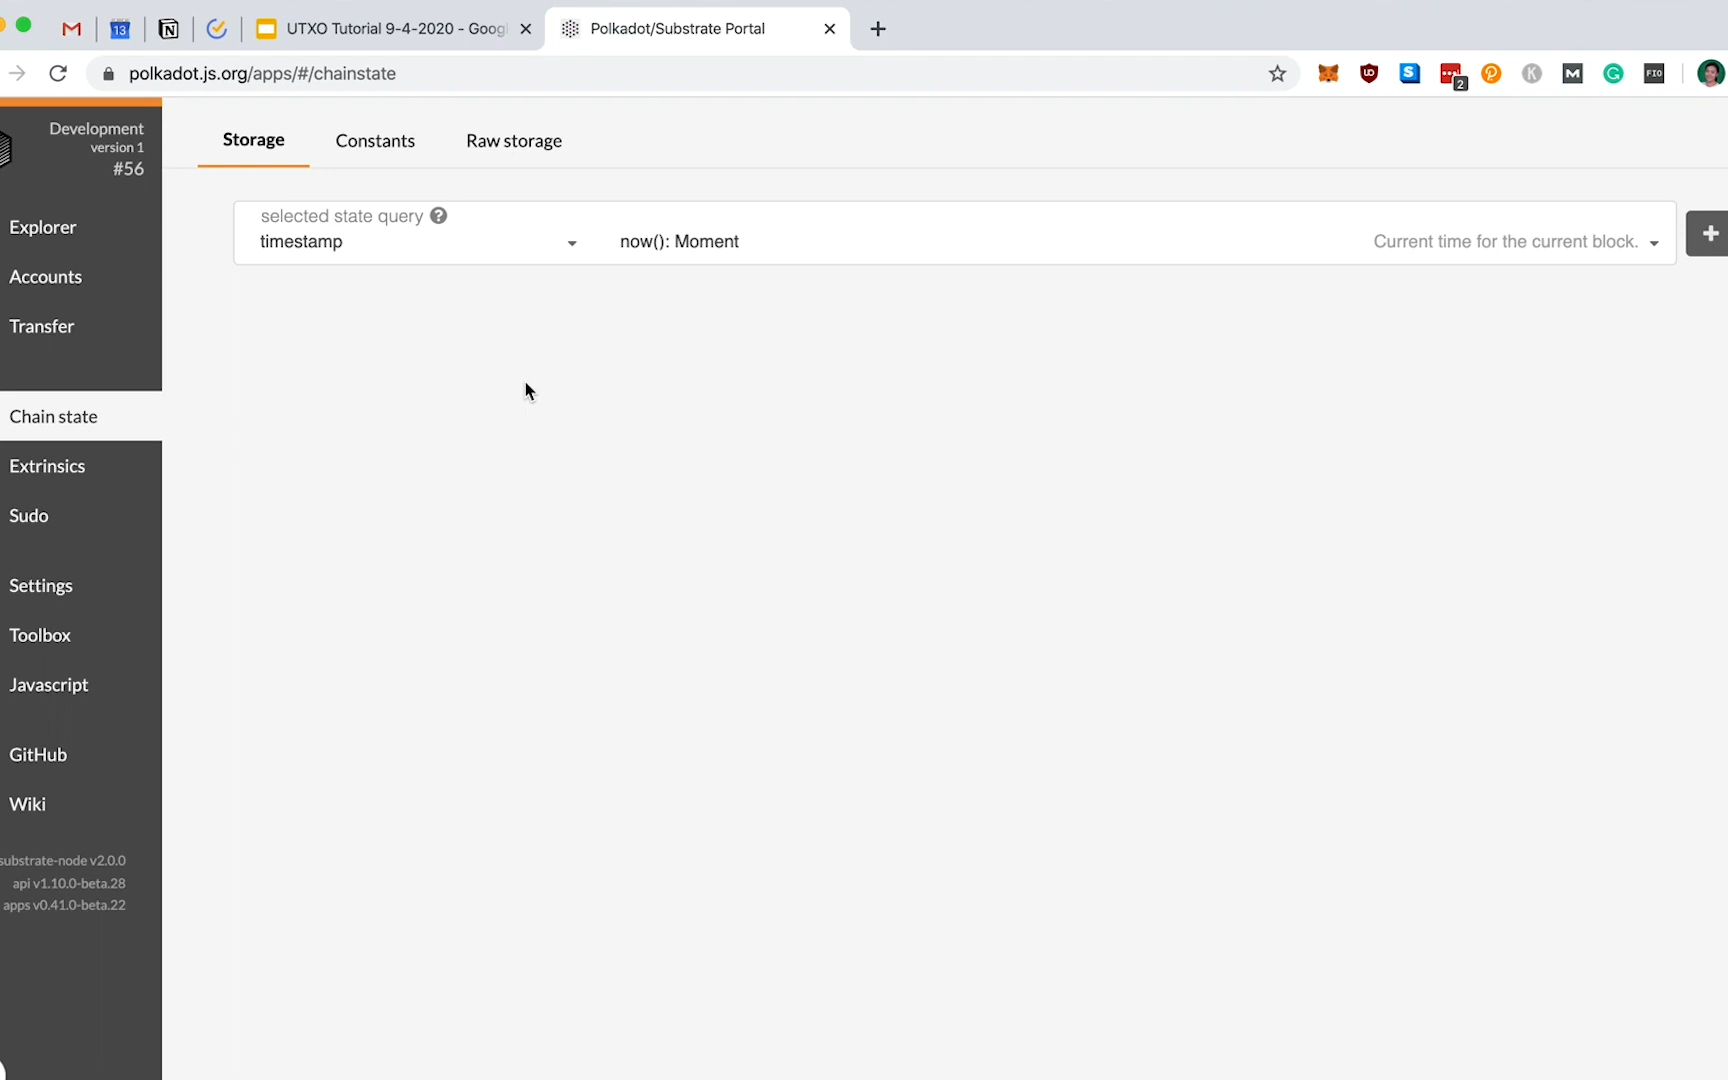 13
UTXO Tutorial 9-4-2020 - Goog
Polkadot/Substrate Portal
polkadot.js.org/apps/#/chainstate
2
FIO
Development
version 1
#56
Storage
Constants
Raw storage
selected state query
timestamp
now(): Moment
Current time for the current block.
Explorer
Accounts
Transfer
Chain state
Extrinsics
Sudo
Settings
Toolbox
Javascript
GitHub
Wiki
substrate-node v2.0.0
api v1.10.0-beta.28
apps v0.41.0-beta.22